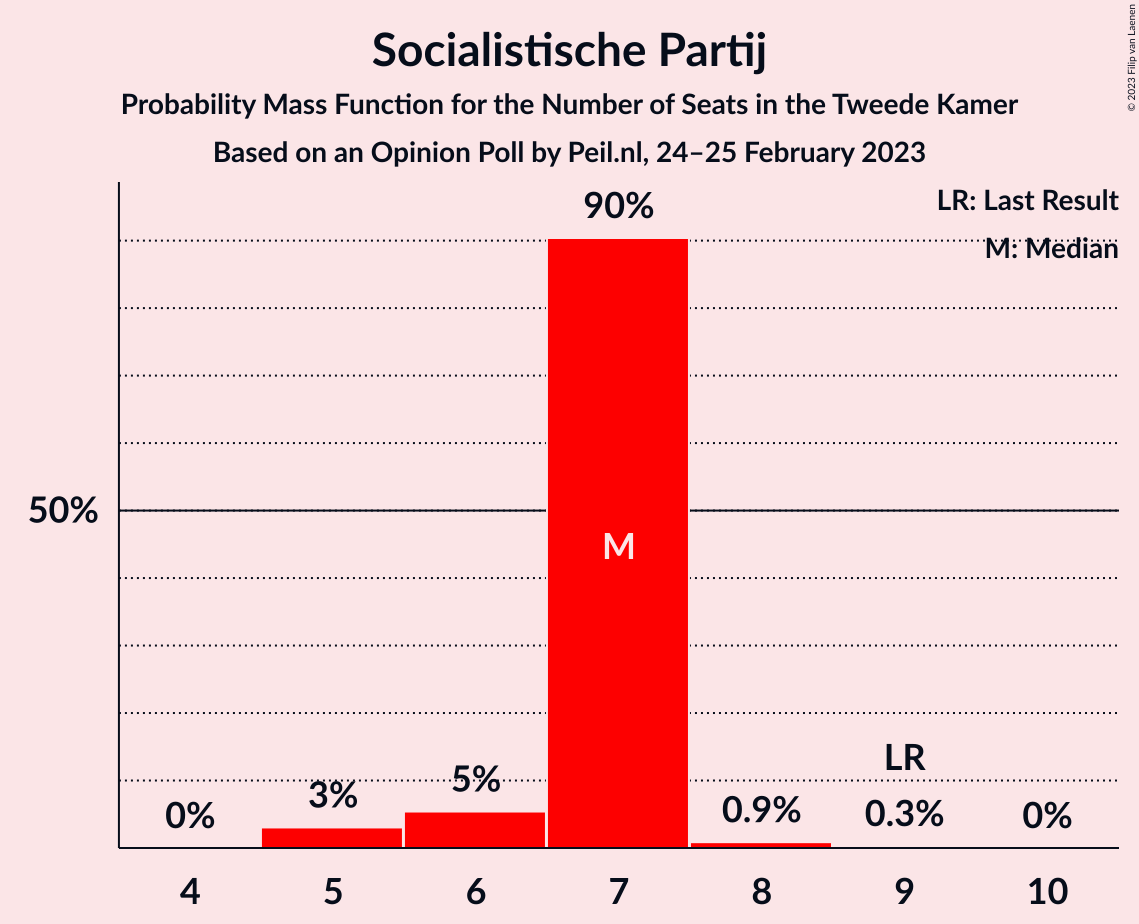 Socialistische Partij
Probability Mass Function for the Number of Seats in the Tweede Kamer
Based on an Opinion Poll by Peil.nl, 24–25 February 2023
© 2023 Filip van Laenen
LR: Last Result
M: Median
90%
50%
M
LR
0%
3%
5%
0.9%
0.3%
0%
4
5
6
7
8
9
10